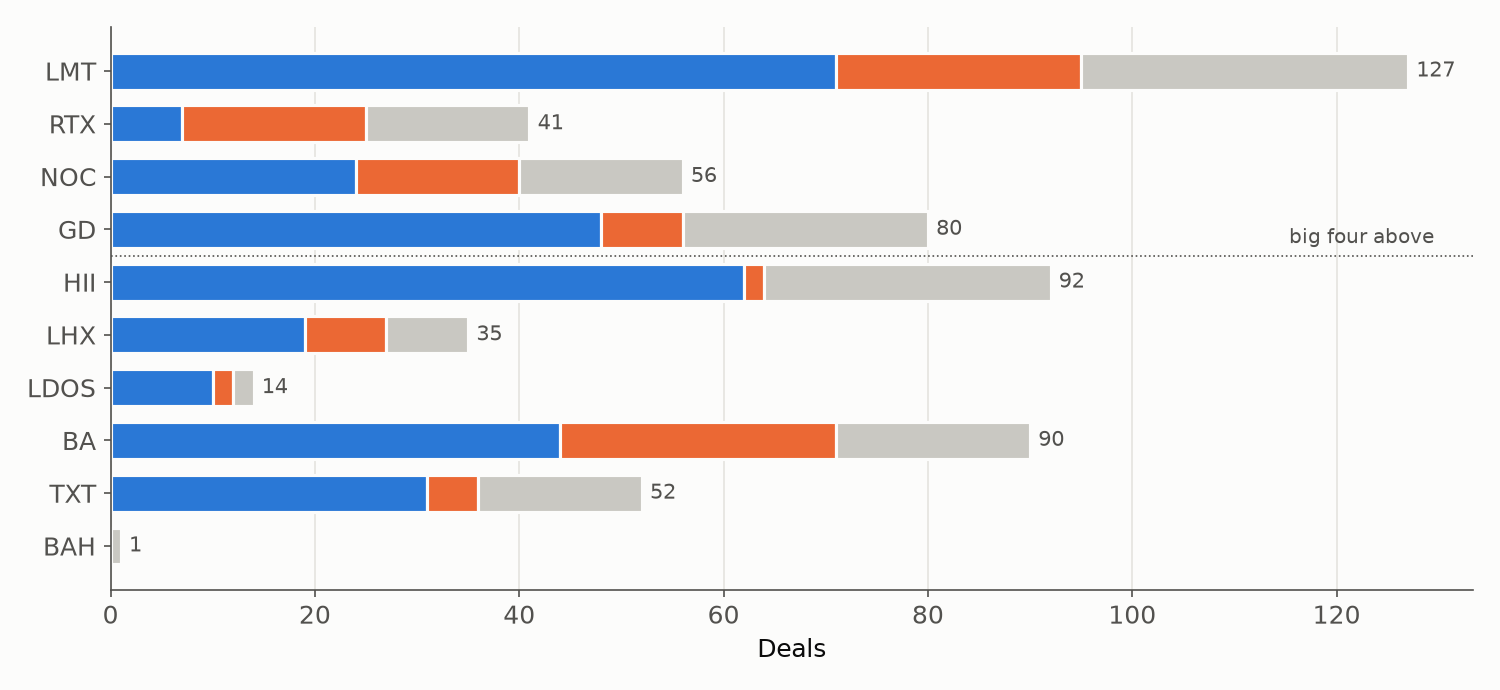 LMT 127
RTX 41
NOC 56
GD 80
big four above
HII 92
LHX 35
LDOS 14
BA 90
TXT 52
BAH 1
0 20 40 60 80 100 120
Deals